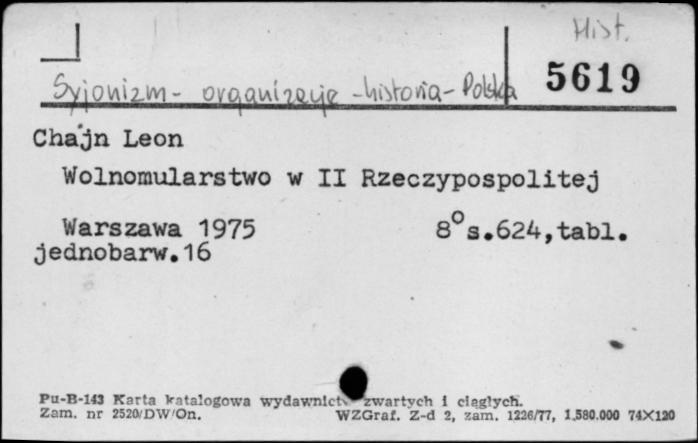 Hist.
Syjonizm - organizacje - historia - Polska
5619
Chajn Leon
Wolnomularstwo w II Rzeczypospolitej
Warszawa 1975 8° s.624,tabl.
jednobarw.16
Pu-B-143 Karta katalogowa wydawnictw zwartych i ciągłych.
Zam. nr 2520/DW/On. WZGraf. Z-d 2, zam. 1226/77, 1.580.000 74X120